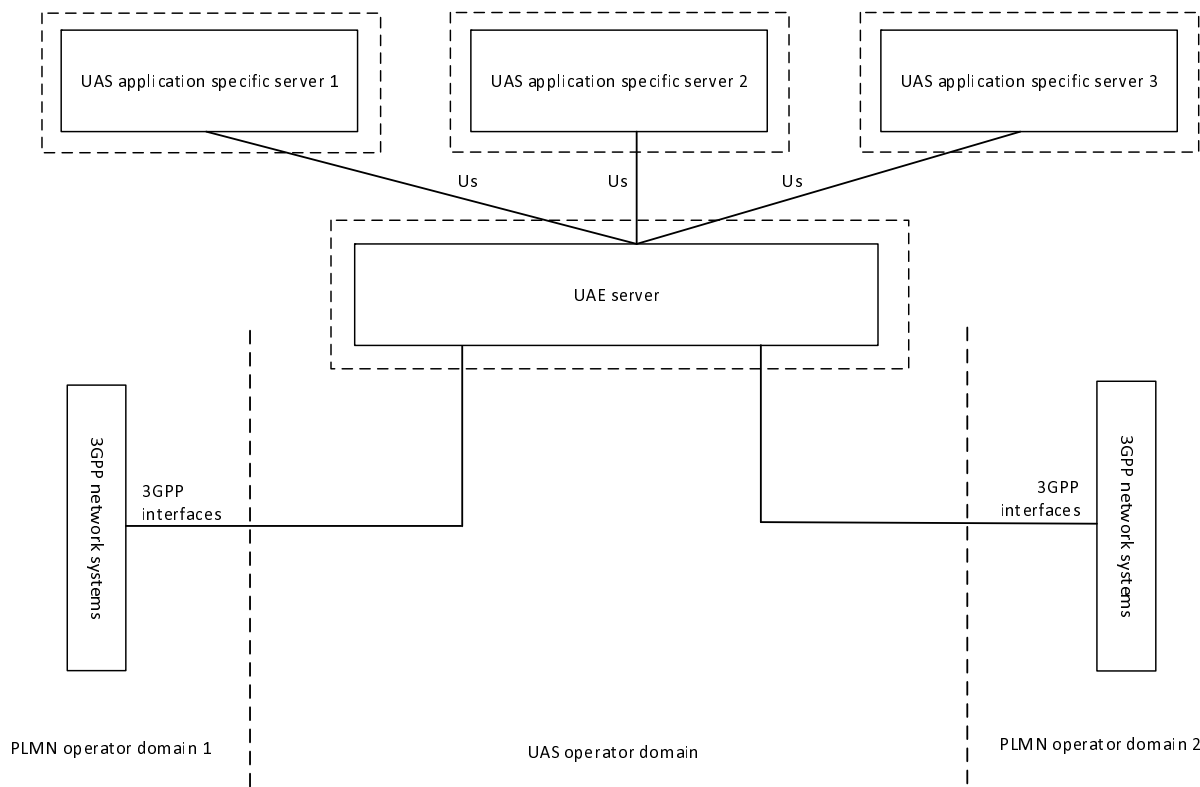 UAS application specific server 1
UAS application specific server 2
UAS application specific server 3
Us
Us
Us
UAE server
3GPP network systems
3GPP
interfaces
3GPP
interfaces
3GPP network systems
PLMN operator domain 1
UAS operator domain
PLMN operator domain 2